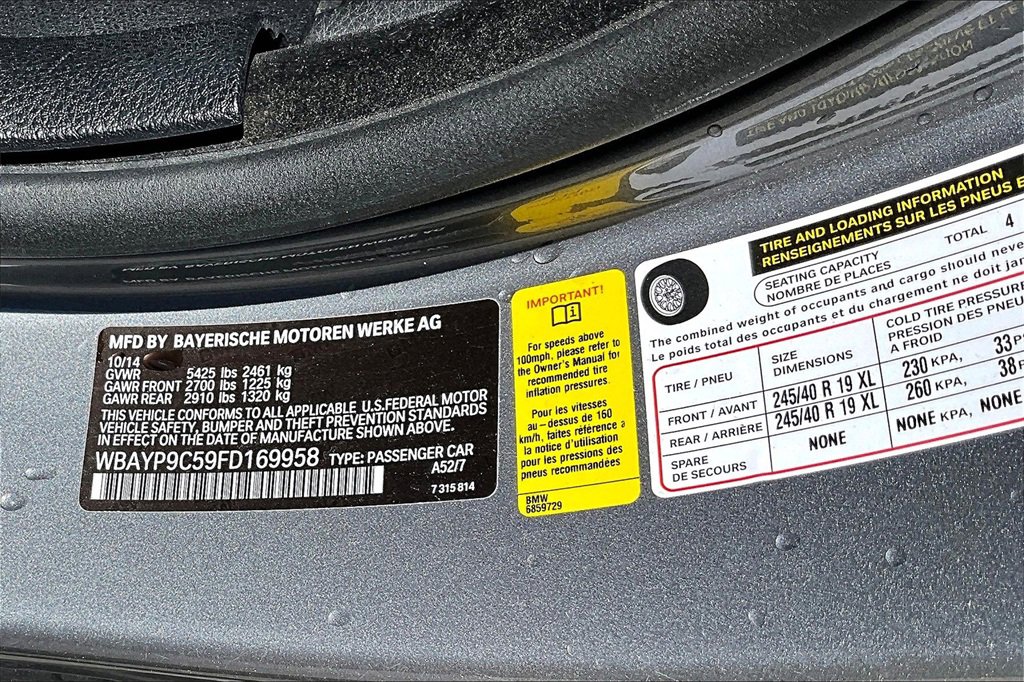 MFD BY BAYERISCHE MOTOREN WERKE AG
10/14
GVWR 5425 lbs 2461 kg
GAWR FRONT 2700 lbs 1225 kg
GAWR REAR 2910 lbs 1320 kg
THIS VEHICLE CONFORMS TO ALL APPLICABLE U.S.FEDERAL MOTOR
VEHICLE SAFETY, BUMPER AND THEFT PREVENTION STANDARDS
IN EFFECT ON THE DATE OF MANUFACTURE SHOWN ABOVE.
WBAYP9C59FD169958 TYPE: PASSENGER CAR
A52/7
7 315 814
IMPORTANT!
For speeds above
100mph, please refer to
the Owner's Manual for
recommended tire
inflation pressures.
Pour les vitesses
au-dessus de 160
km/h, faites référence à
la notice d'utilisation
pour les pressions des
pneus recommandées
BMW
6859729
TIRE AND LOADING INFORMATION
RENSEIGNEMENTS SUR LES PNEUS E
SEATING CAPACITY TOTAL 4
NOMBRE DE PLACES
The combined weight of occupants and cargo should neve
Le poids total des occupants et du chargement ne doit jam
TIRE / PNEU SIZE DIMENSIONS COLD TIRE PRESSURE PRESSION DES PNEU A FROID
FRONT / AVANT 245/40 R 19 XL 230 KPA, 33 P
REAR / ARRIÈRE 245/40 R 19 XL 260 KPA, 38 P
SPARE DE SECOURS NONE NONE KPA, NONE